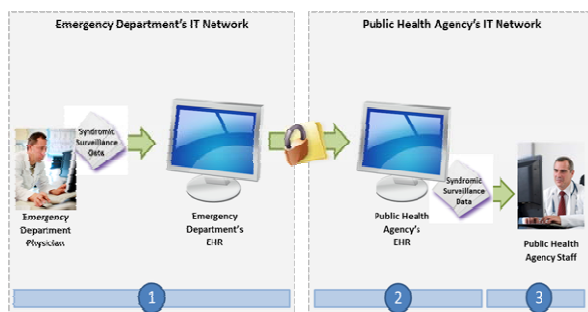 Emergency Department's IT Network
Public Health Agency's IT Network
Syndromic
Surveillance
Data
Emergency
Department
Physician
Emergency
Department's
EHR
Public Health
Agency's
EHR
Syndromic
Surveillance
Data
Public Health
Agency Staff
1
2
3